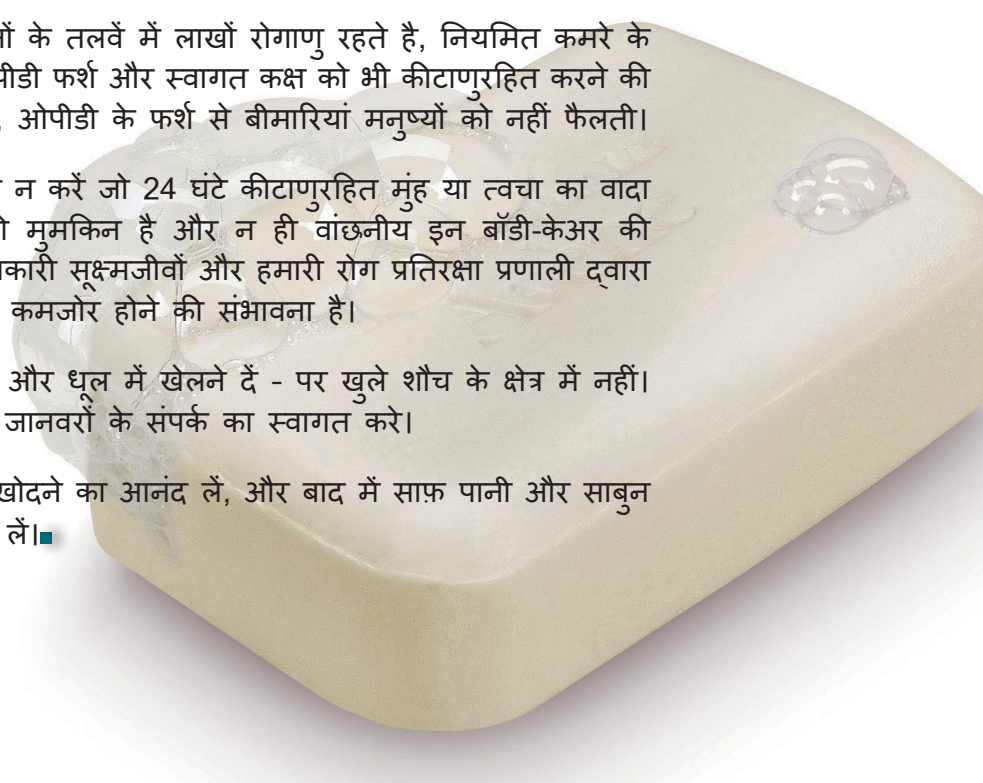 के तलवें में लाखों रोगाणु रहते है, नियमित कमरे के
फर्श और स्वागत कक्ष को भी कीटाणुरहित करने की
ओपीडी के फर्श से बीमारियां मनुष्यों को नहीं फैलती।
न करें जो 24 घंटे कीटाणुरहित मुंह या त्वचा का वादा
मुमकिन है और न ही वांछनीय इन बॉडी-केअर की
सूक्ष्मजीवों और हमारी रोग प्रतिरक्षा प्रणाली द्वारा
कमजोर होने की संभावना है।
और धूल में खेलने दें – पर खुले शौच के क्षेत्र में नहीं।
जानवरों के संपर्क का स्वागत करे।
खोदने का आनंद लें, और बाद में साफ़ पानी और साबुन
लें।